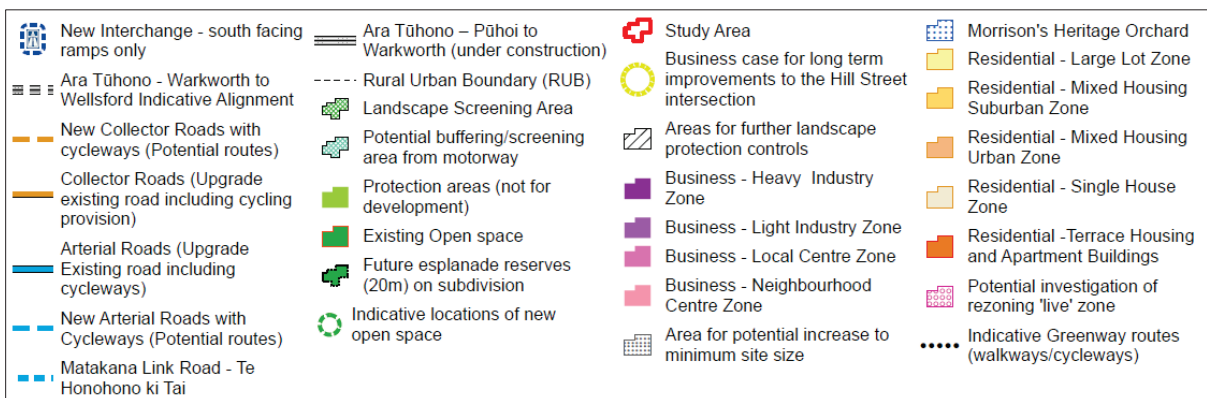 New Interchange - south facing
ramps only
Ara Tūhono - Warkworth to
Wellsford Indicative Alignment
New Collector Roads with
cycleways (Potential routes)
Collector Roads (Upgrade
existing road including cycling
provision)
Arterial Roads (Upgrade
Existing road including
cycleways)
New Arterial Roads with
Cycleways (Potential routes)
Matakana Link Road - Te
Honohono ki Tai
Ara Tūhono – Pūhoi to
Warkworth (under construction)
Rural Urban Boundary (RUB)
Landscape Screening Area
Potential buffering/screening
area from motorway
Protection areas (not for
development)
Existing Open space
Future esplanade reserves
(20m) on subdivision
Indicative locations of new
open space
Study Area
Business case for long term
improvements to the Hill Street
intersection
Areas for further landscape
protection controls
Business - Heavy Industry
Zone
Business - Light Industry Zone
Business - Local Centre Zone
Business - Neighbourhood
Centre Zone
Area for potential increase to
minimum site size
Morrison's Heritage Orchard
Residential - Large Lot Zone
Residential - Mixed Housing
Suburban Zone
Residential - Mixed Housing
Urban Zone
Residential - Single House
Zone
Residential -Terrace Housing
and Apartment Buildings
Potential investigation of
rezoning 'live' zone
Indicative Greenway routes
(walkways/cycleways)